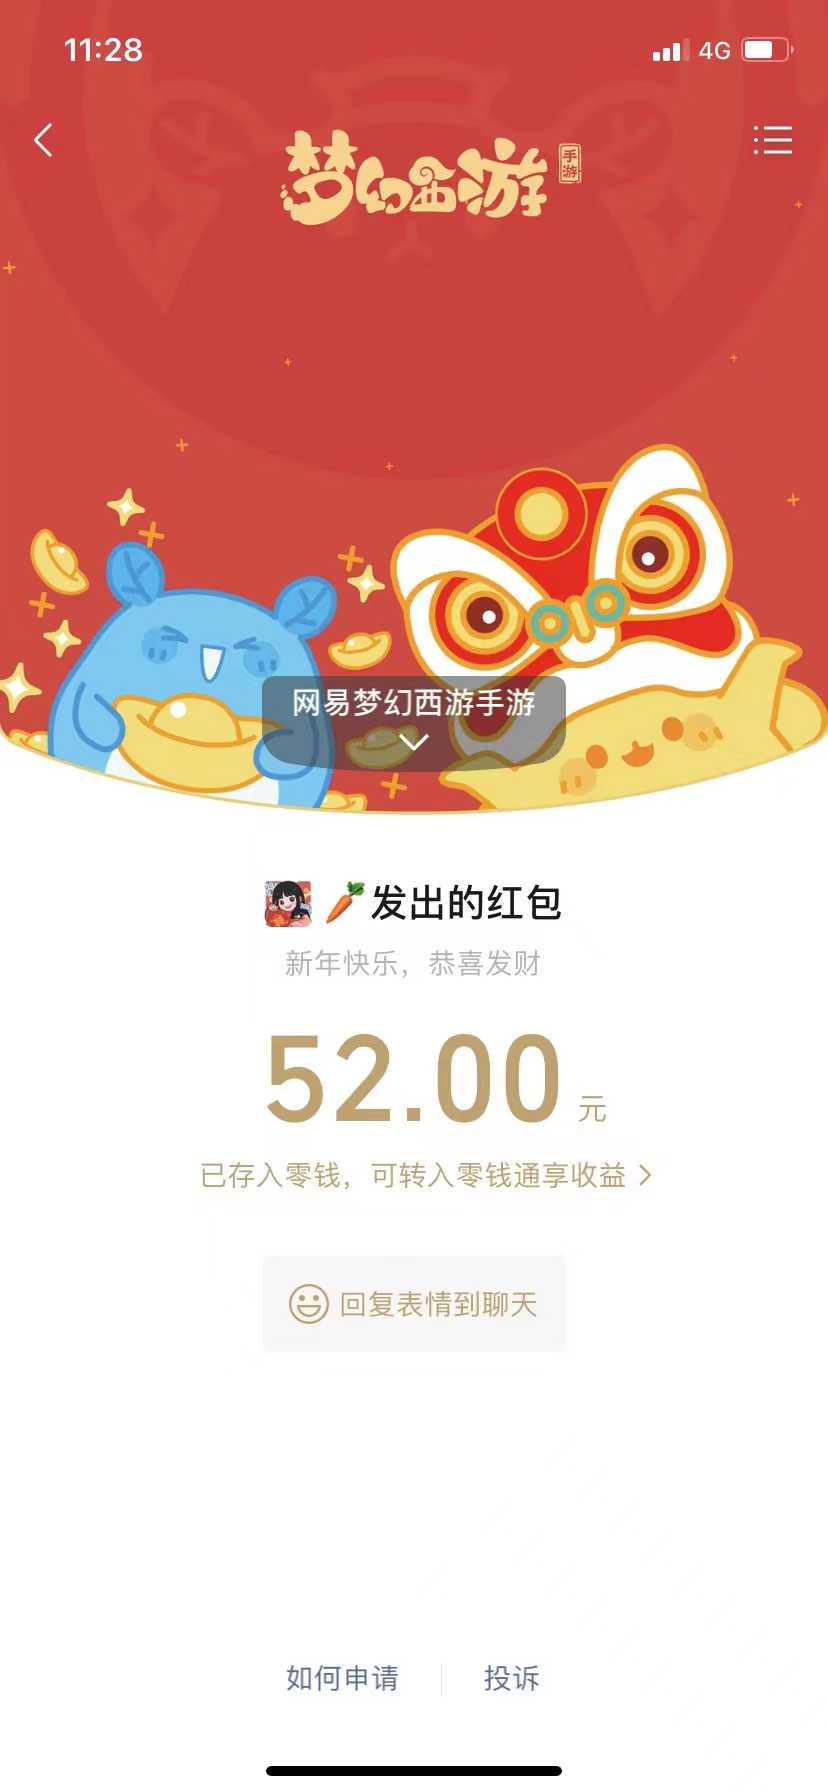 11:28
4G
梦幻西游
手游
网易梦幻西游手游
🥕发出的红包
新年快乐，恭喜发财
52.00 元
已存入零钱，可转入零钱通享收益
回复表情到聊天
如何申请
投诉